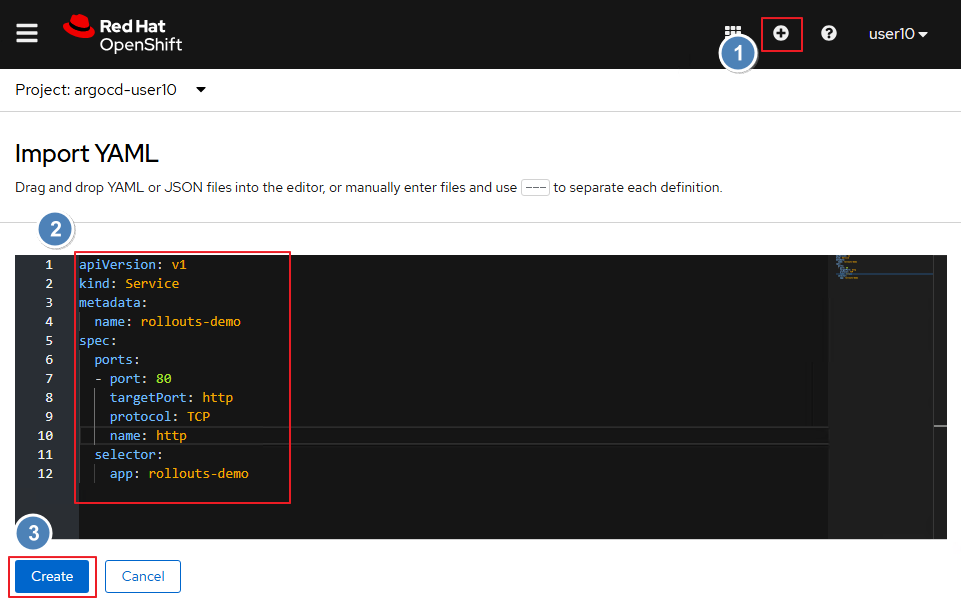 Red Hat
OpenShift
user10
1
Project: argocd-user10
Import YAML
Drag and drop YAML or JSON files into the editor, or manually enter files and use --- to separate each definition.
2
1 apiVersion: v1
2 kind: Service
3 metadata:
4   name: rollouts-demo
5 spec:
6   ports:
7   - port: 80
8     targetPort: http
9     protocol: TCP
10     name: http
11   selector:
12     app: rollouts-demo
3
Create Cancel